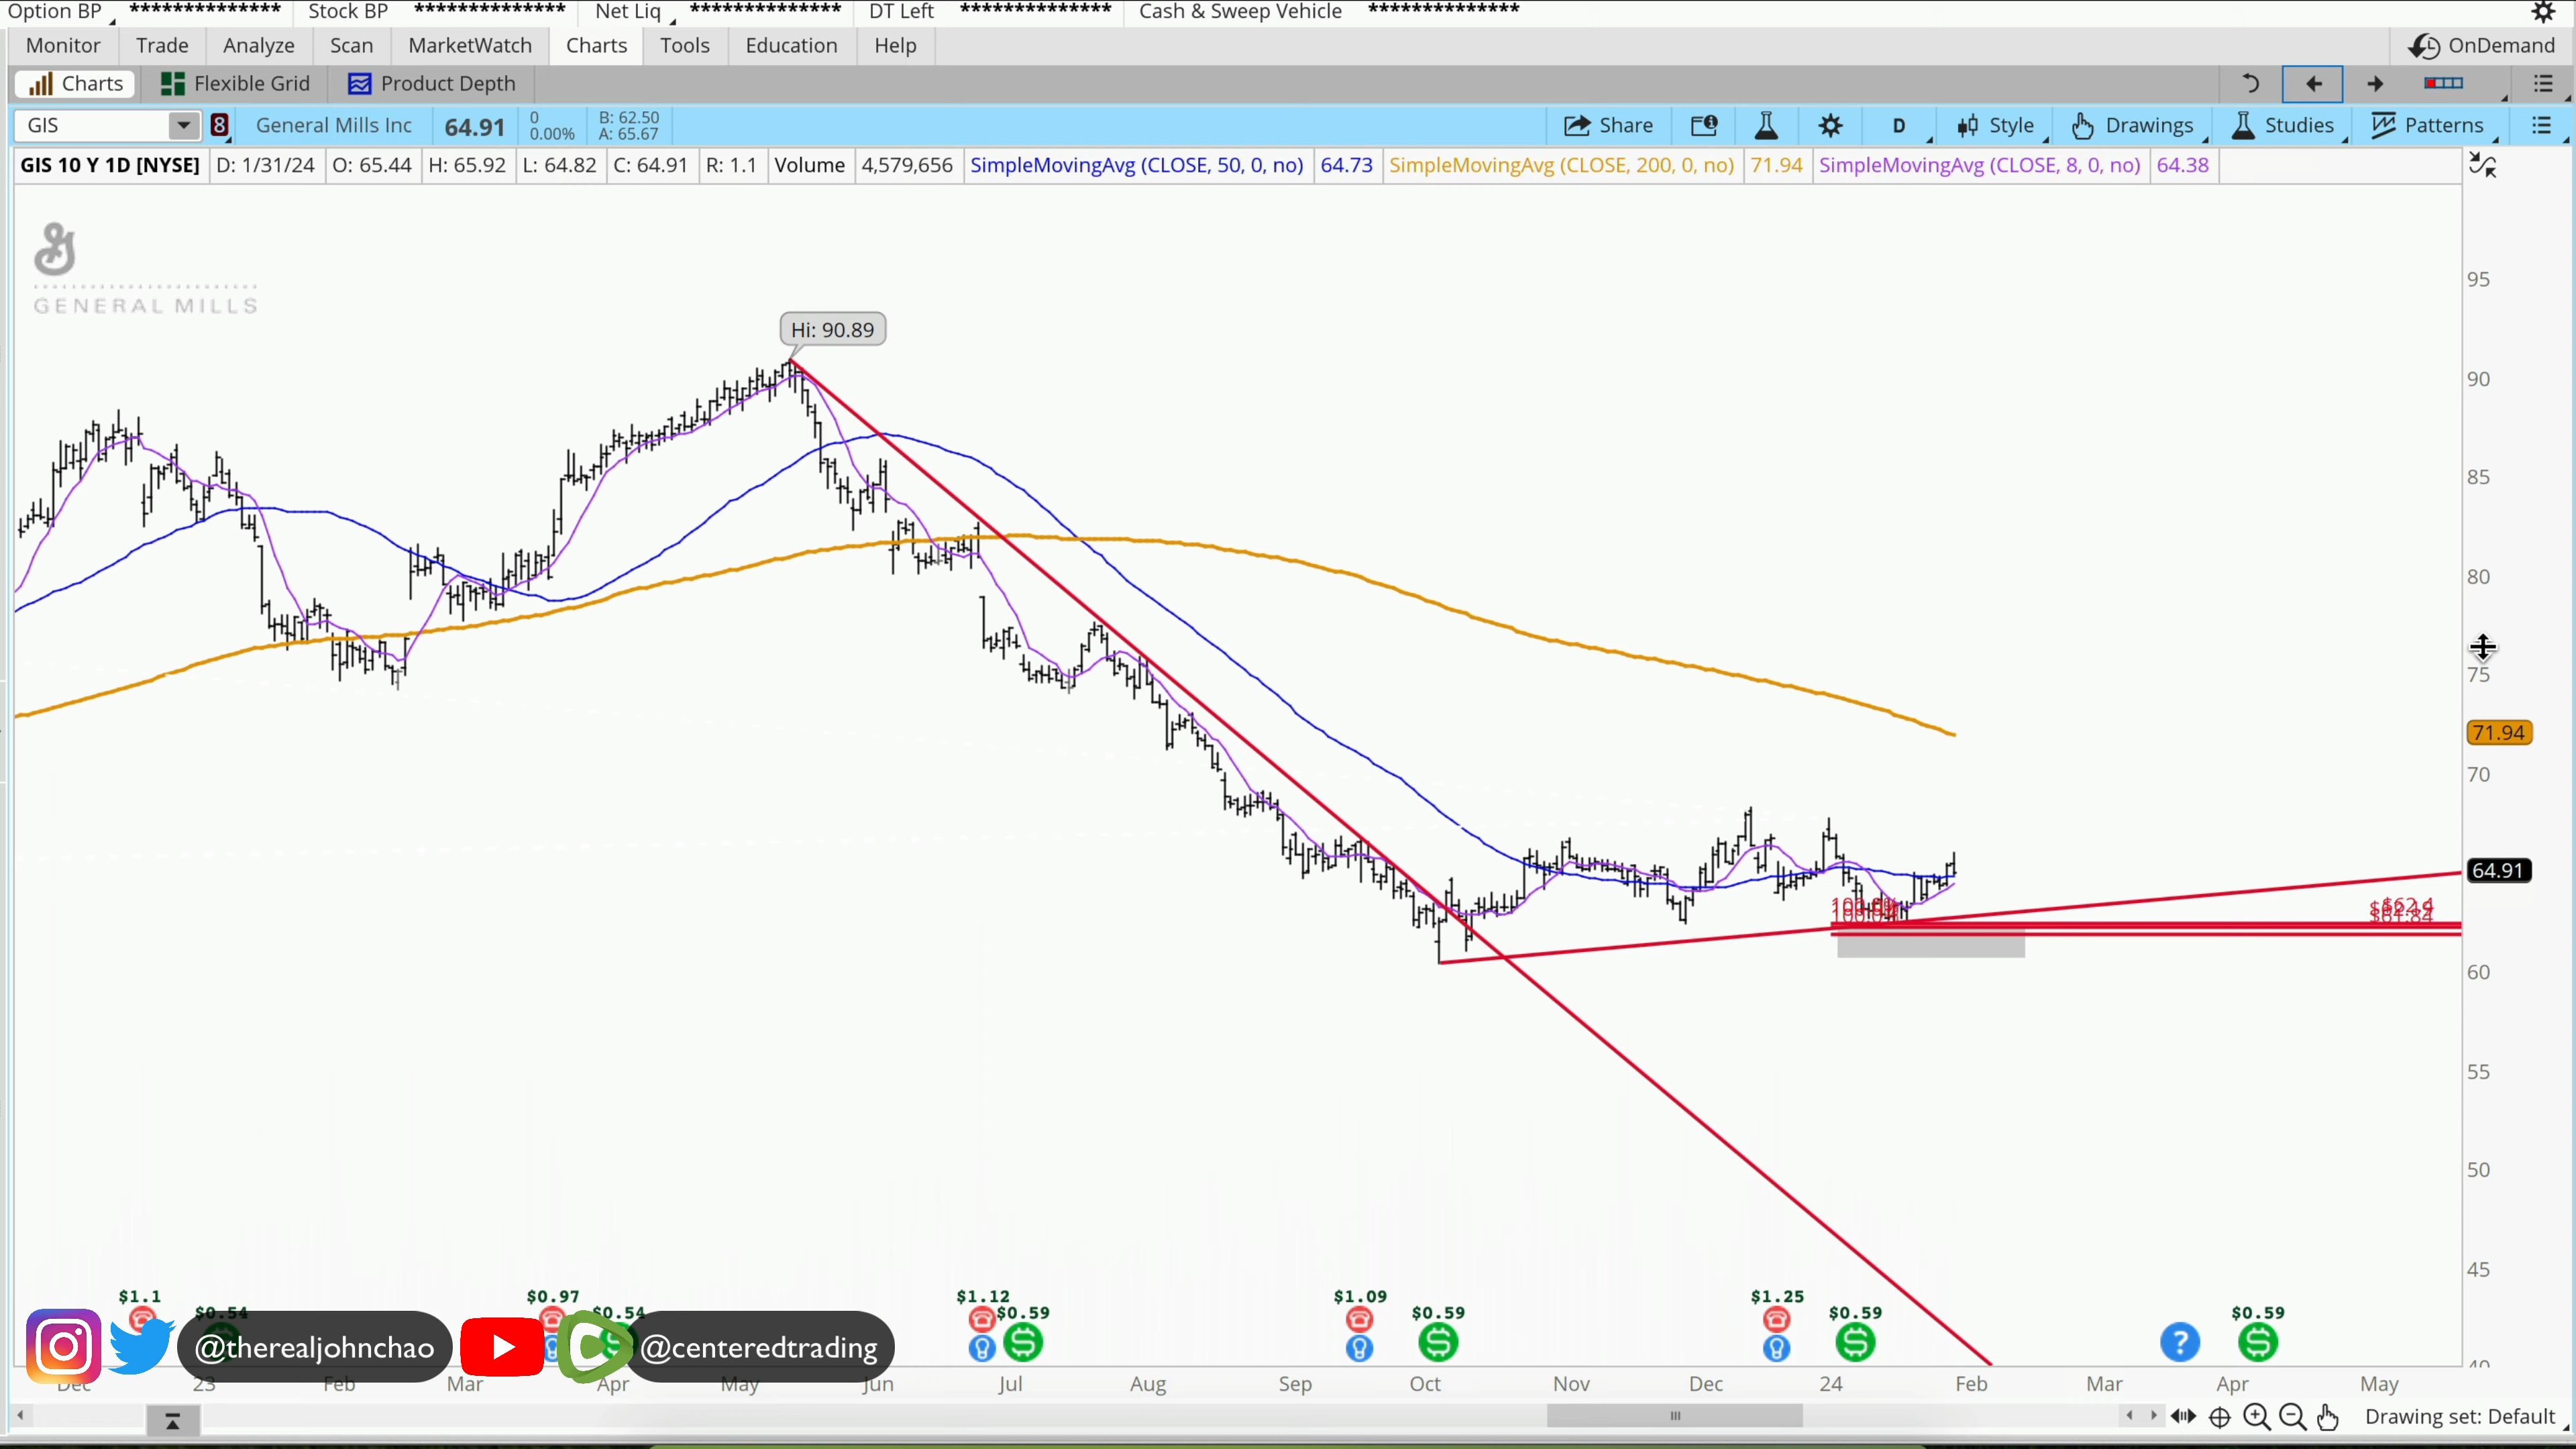 Option BP ************** Stock BP ************** Net Liq ************** DT Left ************** Cash & Sweep Vehicle **************
Monitor Trade Analyze Scan MarketWatch Charts Tools Education Help OnDemand
Charts Flexible Grid Product Depth
GIS 8 General Mills Inc 64.91 0 0.00% B: 62.50 A: 65.67 Share D Style Drawings Studies Patterns
GIS 10 Y 1D [NYSE] D: 1/31/24 O: 65.44 H: 65.92 L: 64.82 C: 64.91 R: 1.1 Volume 4,579,656 SimpleMovingAvg (CLOSE, 50, 0, no) 64.73 SimpleMovingAvg (CLOSE, 200, 0, no) 71.94 SimpleMovingAvg (CLOSE, 8, 0, no) 64.38
GENERAL MILLS
Hi: 90.89
95
90
85
80
75
71.94
70
64.91
60
55
50
45
40
$1.1 $0.97 $1.12 $1.09 $1.25
$0.54 $0.54 $0.59 $0.59 $0.59 $0.59
@therealjohnchao @centeredtrading
?
Dec 23 Feb Mar Apr May Jun Jul Aug Sep Oct Nov Dec 24 Feb Mar Apr May
Drawing set: Default